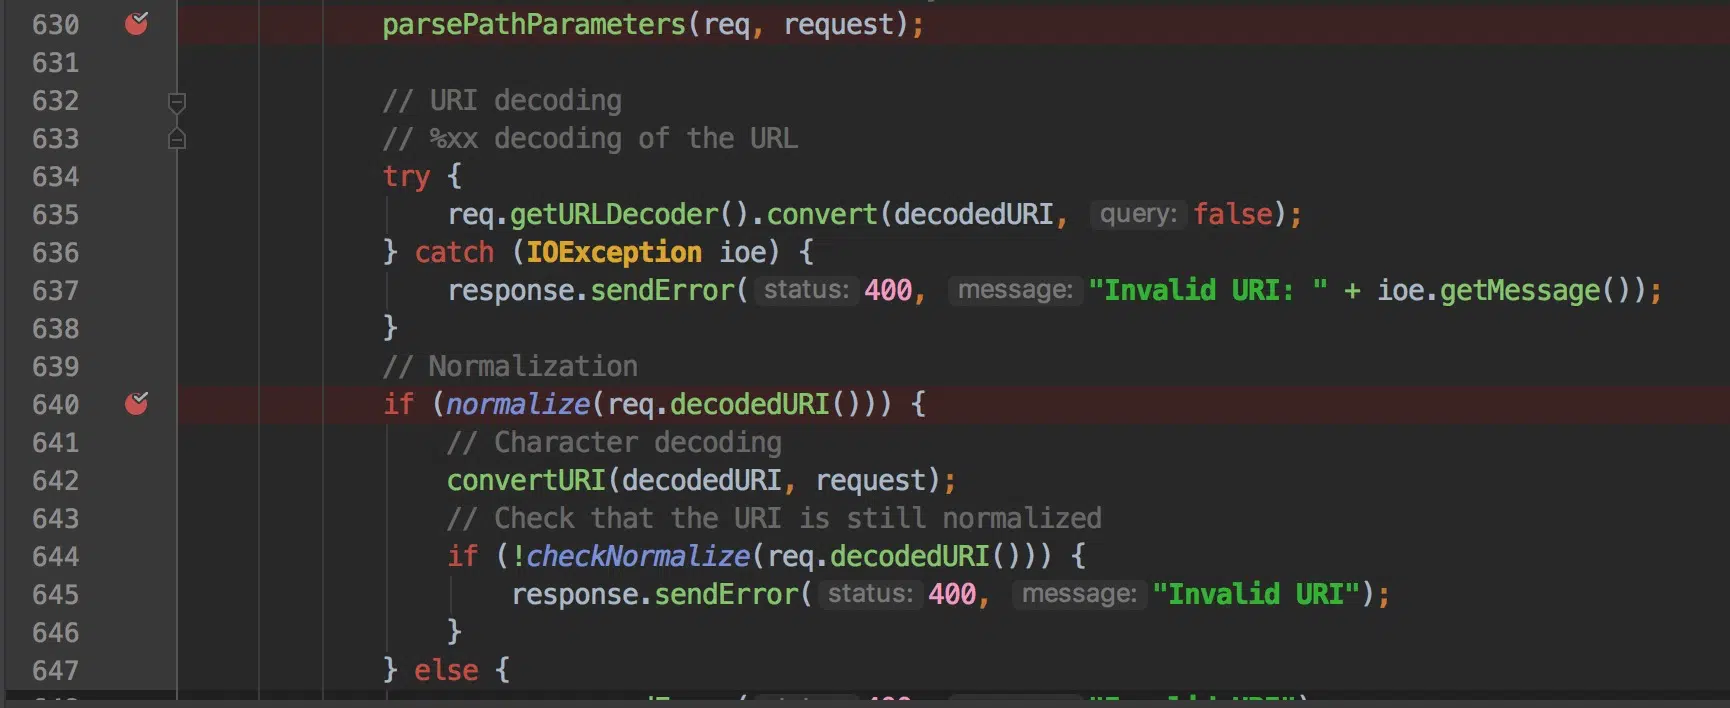 630 parsePathParameters(req, request);
631
632 // URI decoding
633 // %xx decoding of the URL
634 try {
635 req.getURLDecoder().convert(decodedURI, query: false);
636 } catch (IOException ioe) {
637 response.sendError( status: 400, message: "Invalid URI: " + ioe.getMessage());
638 }
639 // Normalization
640 if (normalize(req.decodedURI())) {
641 // Character decoding
642 convertURI(decodedURI, request);
643 // Check that the URI is still normalized
644 if (!checkNormalize(req.decodedURI())) {
645 response.sendError( status: 400, message: "Invalid URI");
646 }
647 } else {